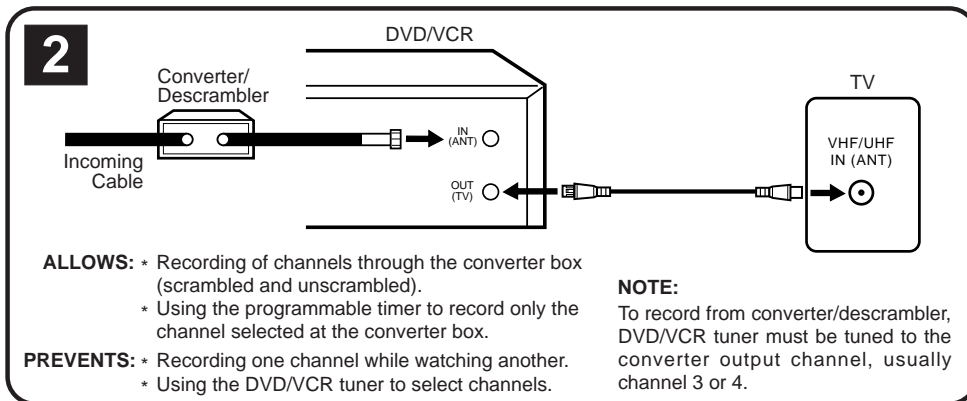 2
DVD/VCR
Converter/
Descrambler
TV
IN
(ANT)
VHF/UHF
IN (ANT)
Incoming
Cable
OUT
(TV)
ALLOWS: * Recording of channels through the converter box
(scrambled and unscrambled).
* Using the programmable timer to record only the
channel selected at the converter box.
PREVENTS: * Recording one channel while watching another.
* Using the DVD/VCR tuner to select channels.
NOTE:
To record from converter/descrambler,
DVD/VCR tuner must be tuned to the
converter output channel, usually
channel 3 or 4.